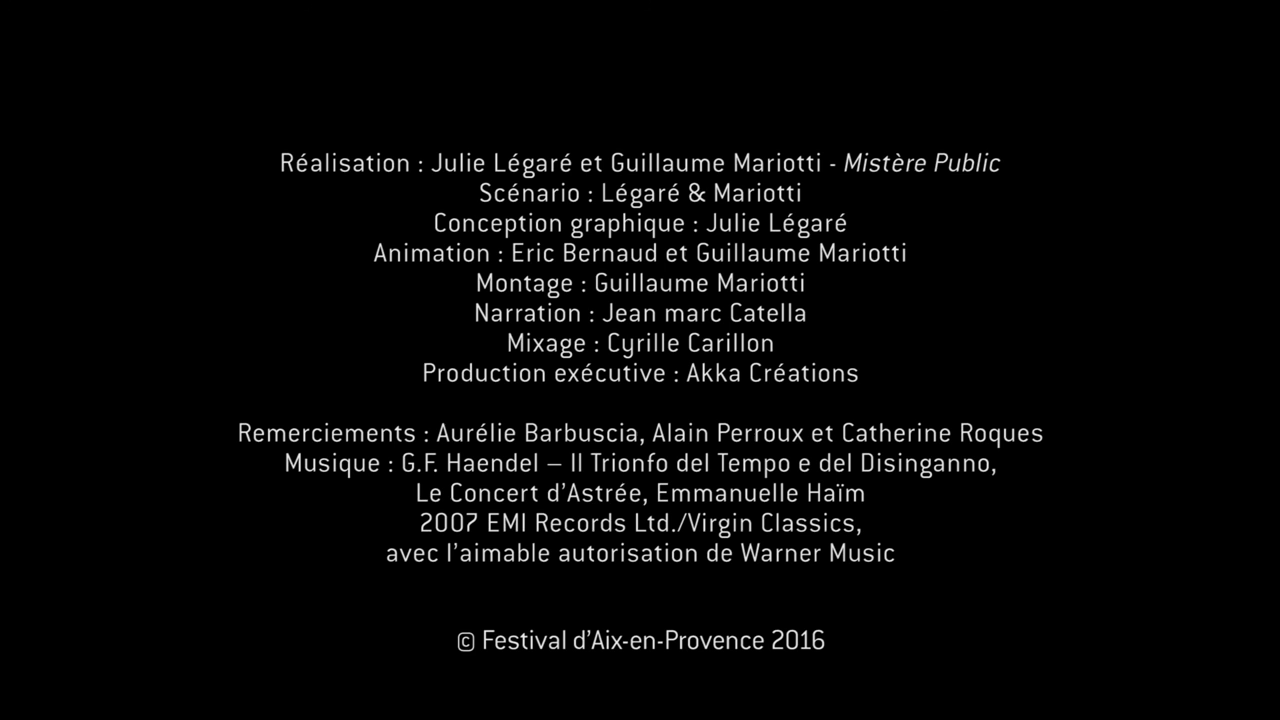 Réalisation : Julie Légaré et Guillaume Mariotti - Mistère Public
Scénario : Légaré & Mariotti
Conception graphique : Julie Légaré
Animation : Eric Bernaud et Guillaume Mariotti
Montage : Guillaume Mariotti
Narration : Jean marc Catella
Mixage : Cyrille Carillon
Production exécutive : Akka Créations
Remerciements : Aurélie Barbuscia, Alain Perroux et Catherine Roques
Musique : G.F. Haendel – Il Trionfo del Tempo e del Disinganno,
Le Concert d’Astrée, Emmanuelle Haïm
2007 EMI Records Ltd./Virgin Classics,
avec l’aimable autorisation de Warner Music
© Festival d’Aix-en-Provence 2016